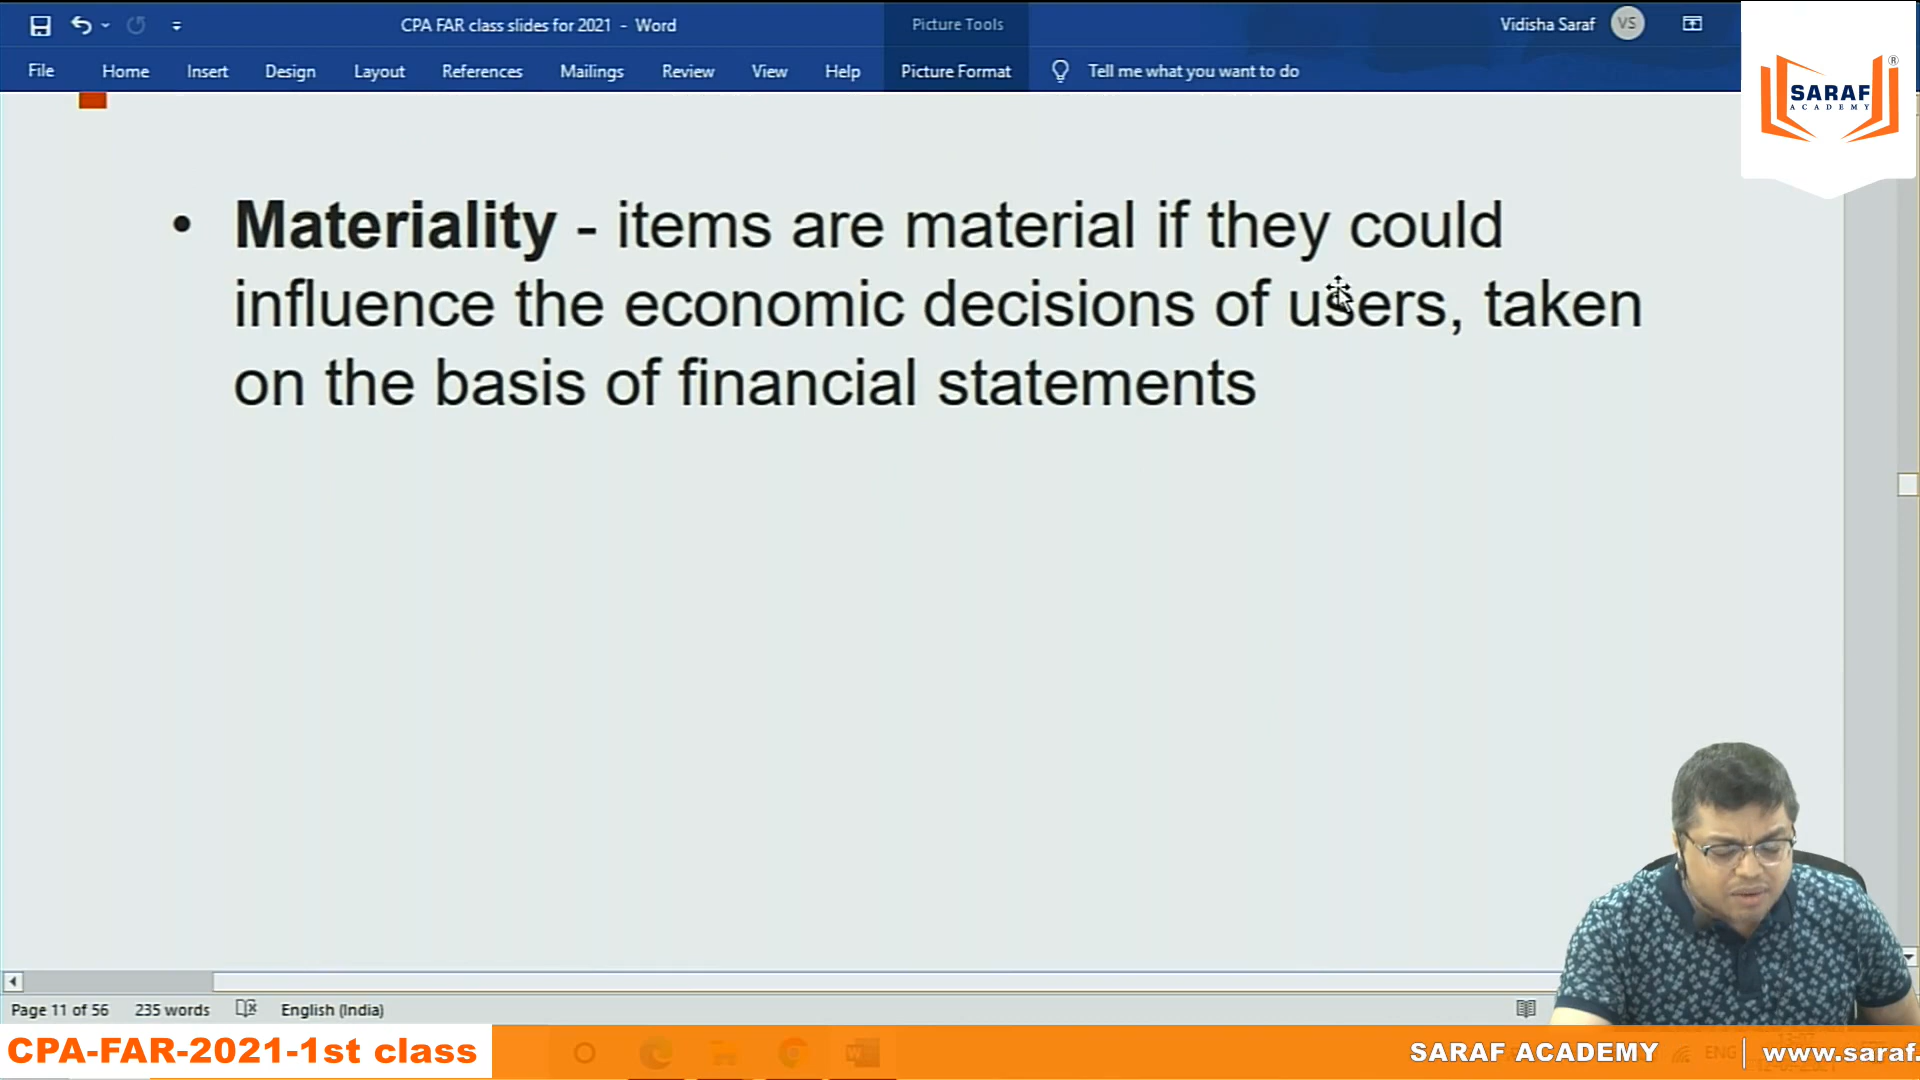 CPA FAR class slides for 2021 - Word
Picture Tools
Vidisha Saraf
VS
File
Home
Insert
Design
Layout
References
Mailings
Review
View
Help
Picture Format
Tell me what you want to do
SARAF
ACADEMY
®
• Materiality - items are material if they could
influence the economic decisions of users, taken
on the basis of financial statements
Page 11 of 56
235 words
English (India)
CPA-FAR-2021-1st class
SARAF ACADEMY
ENG
www.saraf.